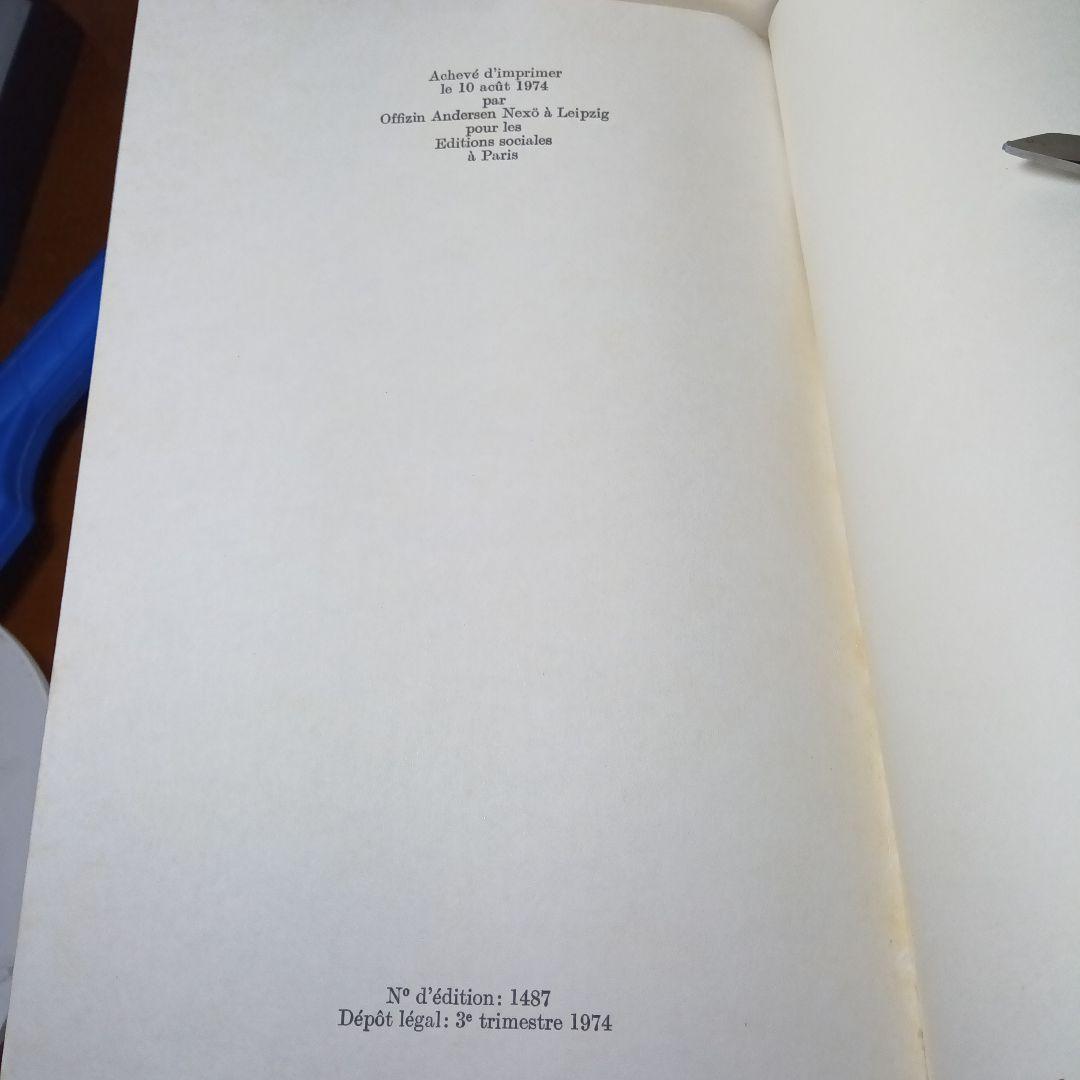 Achevé d'imprimer
le 10 août 1974
par
Offizin Andersen Nexö à Leipzig
pour les
Editions sociales
à Paris
Nº d'édition: 1487
Dépôt légal: 3ᵉ trimestre 1974